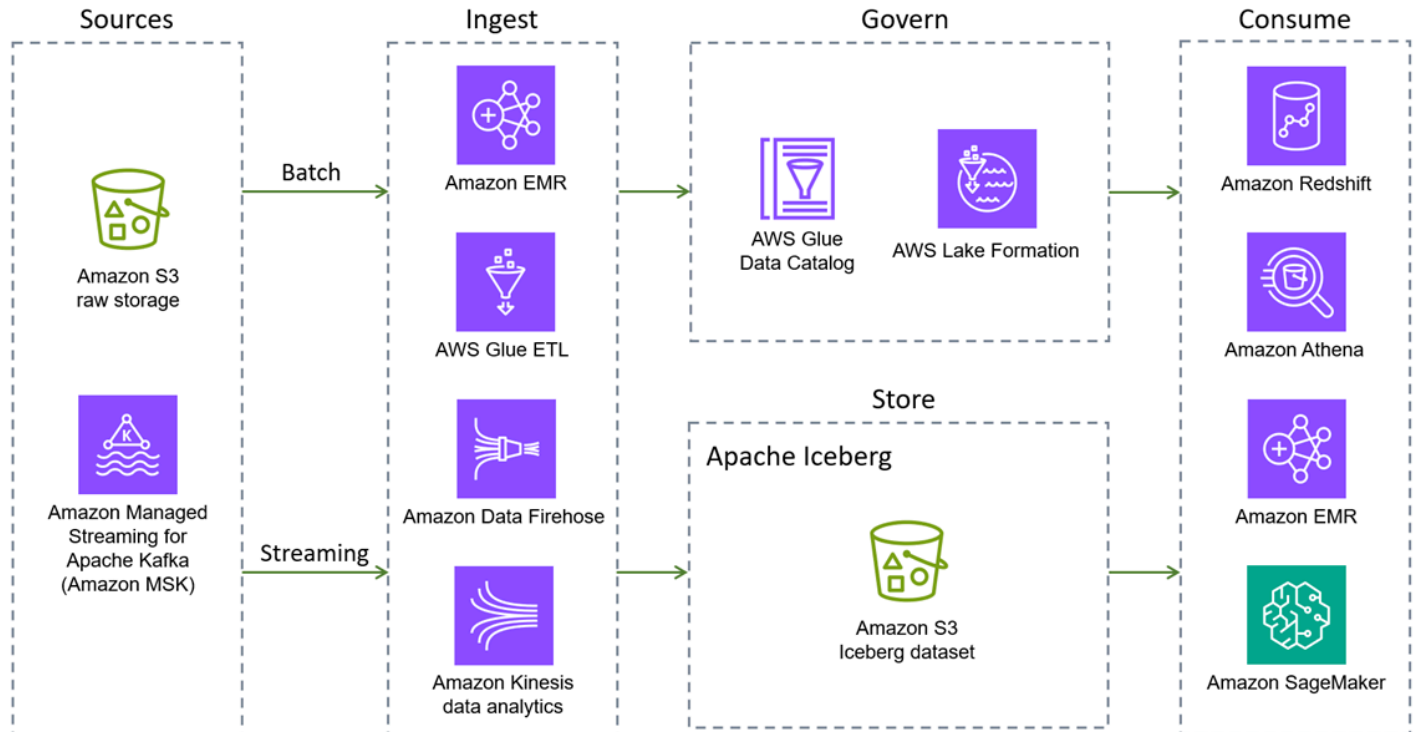 Sources
Amazon S3
raw storage
Amazon Managed
Streaming for
Apache Kafka
(Amazon MSK)
Batch
Streaming
Ingest
Amazon EMR
AWS Glue ETL
Amazon Data Firehose
Amazon Kinesis
data analytics
Govern
AWS Glue
Data Catalog
AWS Lake Formation
Store
Apache Iceberg
Amazon S3
Iceberg dataset
Consume
Amazon Redshift
Amazon Athena
Amazon EMR
Amazon SageMaker
K